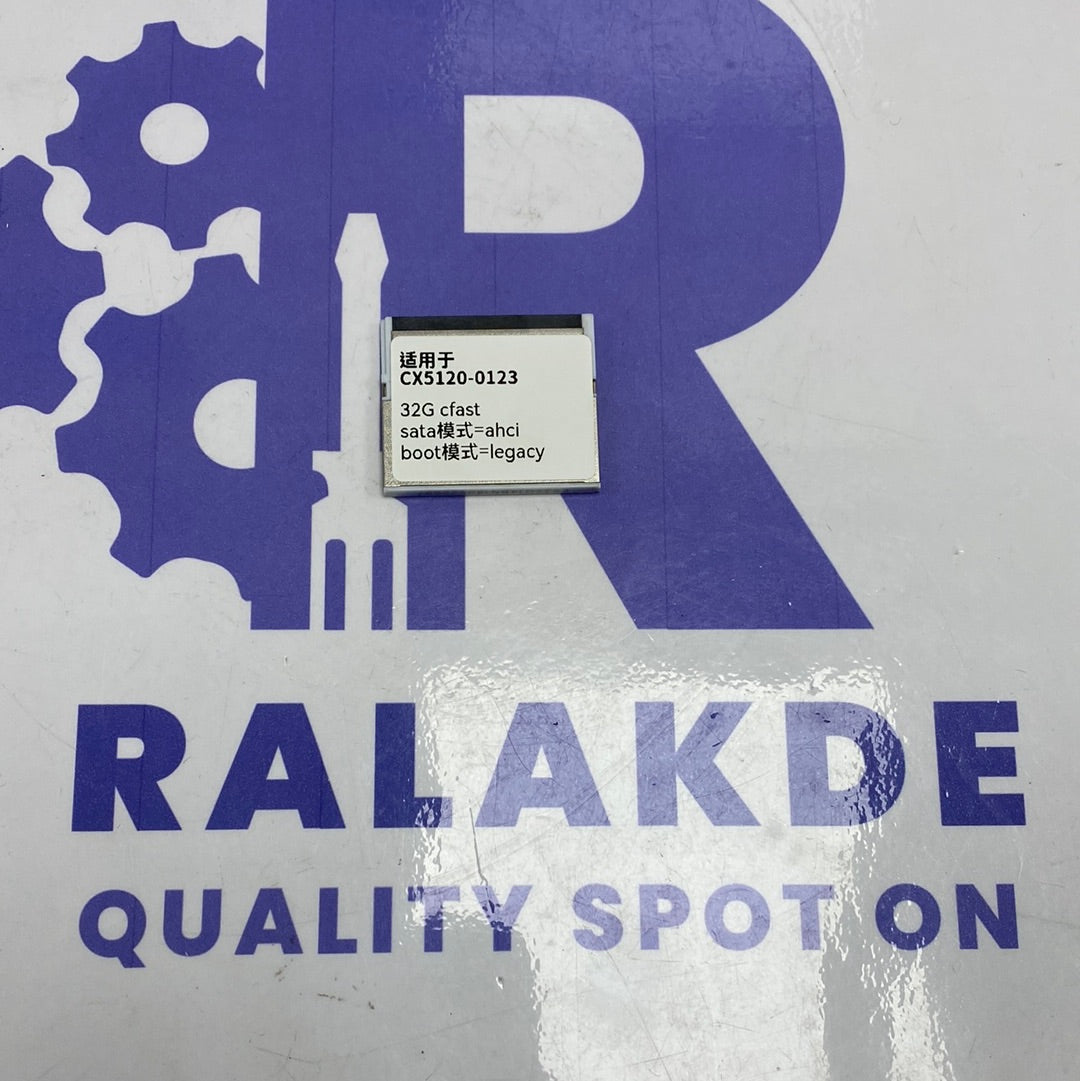 适用于
CX5120-0123
32G cfast
sata模式=ahci
boot模式=legacy
RALAKDE
QUALITY SPOT ON